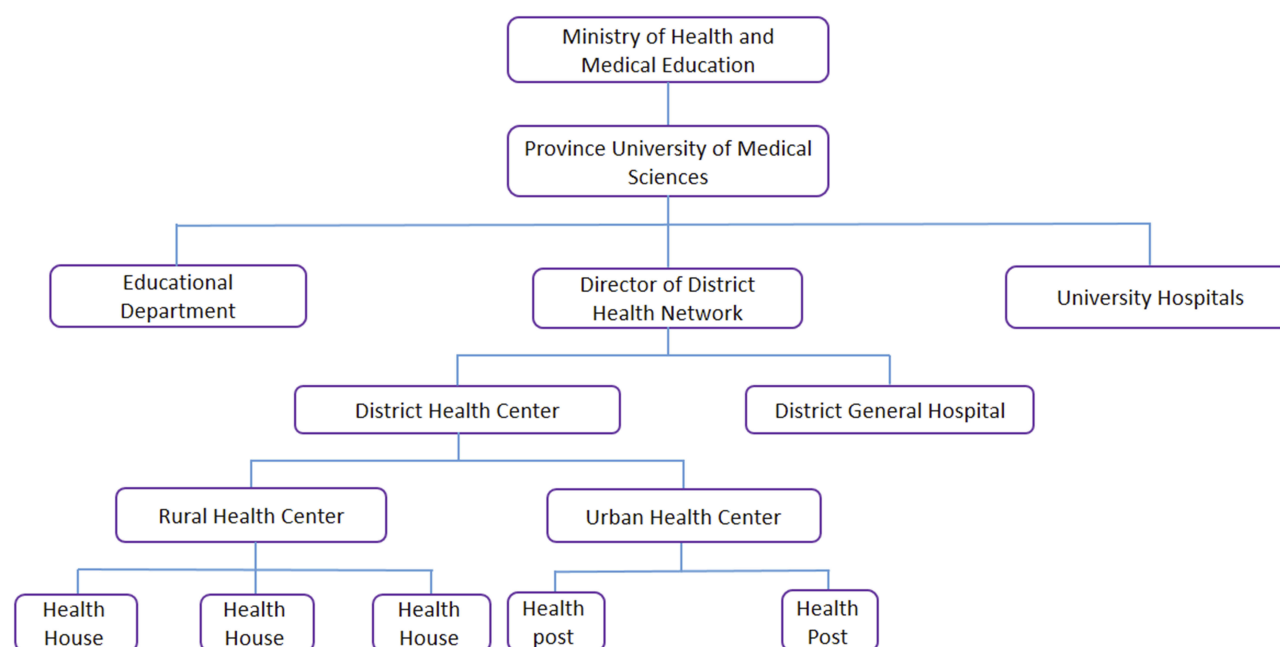 Ministry of Health and
Medical Education
Province University of Medical
Sciences
Educational
Department
Director of District
Health Network
University Hospitals
District Health Center
District General Hospital
Rural Health Center
Urban Health Center
Health
House
Health
House
Health
House
Health
post
Health
Post